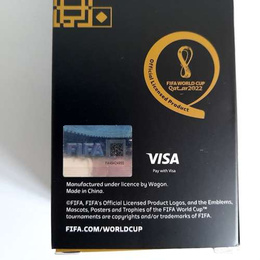 FIFA WORLD CUP
Qat_ar2022
Official Licensed Product
FIFA
VISA
Pay with Visa
Manufactured under licence by Wagon.
Made in China.
©FIFA, FIFA's Official Licensed Product Logos, and the Emblems,
Mascots, Posters and Trophies of the FIFA World Cup™
tournaments are copyrights and/or trademarks of FIFA.
FIFA.COM/WORLDCUP